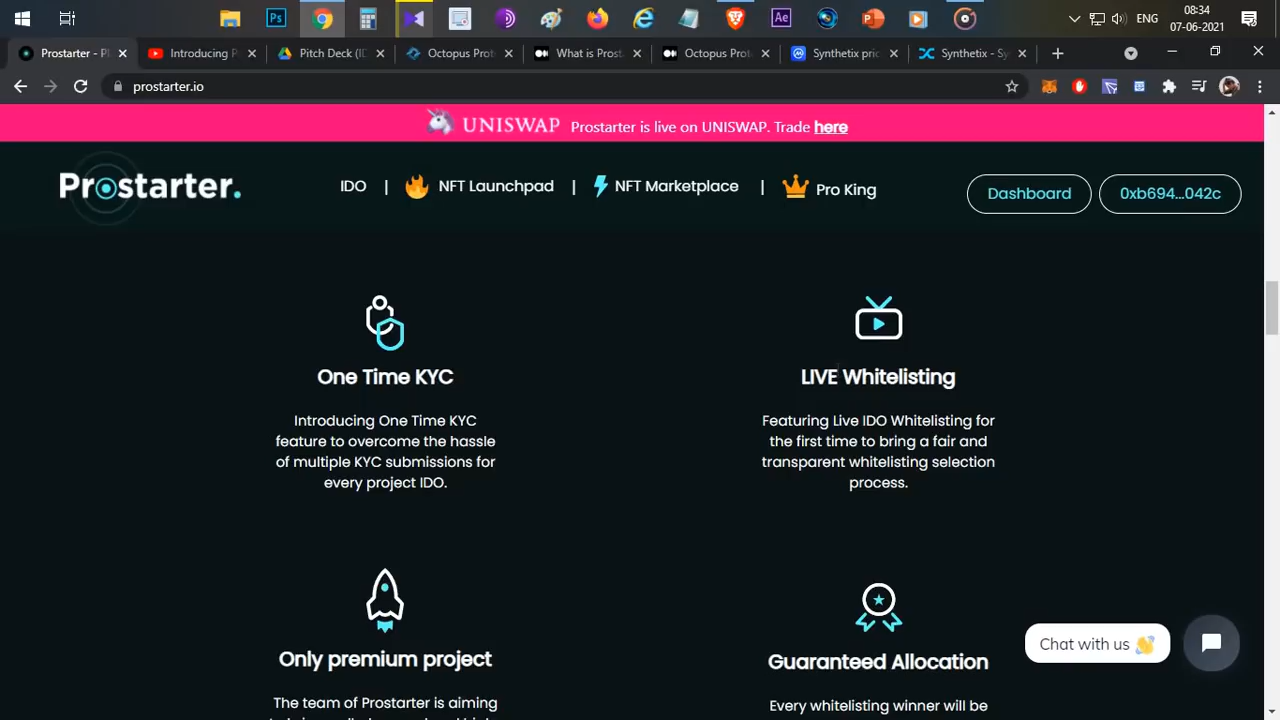 08:34
ENG
07-06-2021
Prostarter - Pl
Introducing P
Pitch Deck (ID
Octopus Prot
What is Prost
Octopus Prot
Synthetix pric
Synthetix - Sy
prostarter.io
UNISWAP Prostarter is live on UNISWAP. Trade here
Prostarter.
IDO | NFT Launchpad | NFT Marketplace | Pro King
Dashboard
0xb694...042c
One Time KYC
Introducing One Time KYC
feature to overcome the hassle
of multiple KYC submissions for
every project IDO.
LIVE Whitelisting
Featuring Live IDO Whitelisting for
the first time to bring a fair and
transparent whitelisting selection
process.
Only premium project
The team of Prostarter is aiming
Guaranteed Allocation
Every whitelisting winner will be
Chat with us